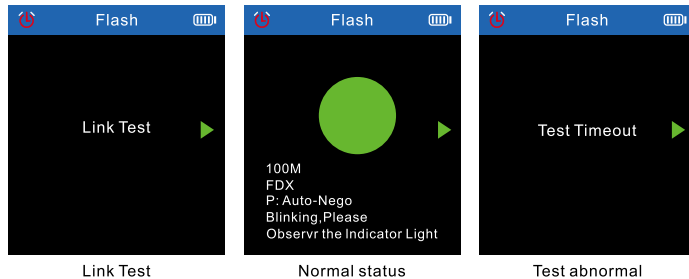 Flash
Link Test
Link Test
Flash
100M
FDX
P: Auto-Nego
Blinking,Please
Observr the Indicator Light
Normal status
Flash
Test Timeout
Test abnormal